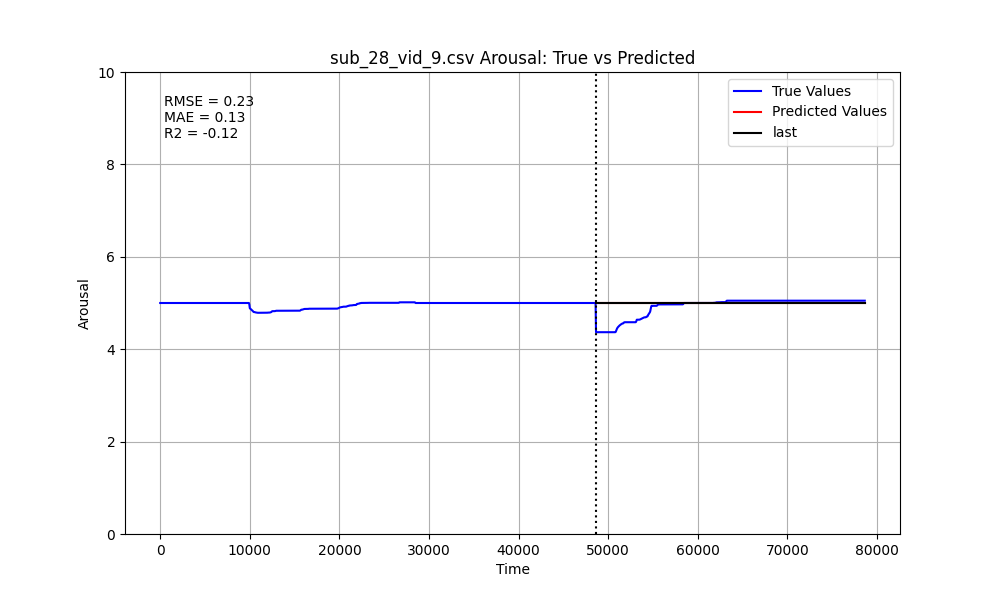 sub_28_vid_9.csv Arousal: True vs Predicted
RMSE = 0.23
MAE = 0.13
R2 = -0.12
True Values
Predicted Values
last
10
8
6
4
2
0
Arousal
0
10000
20000
30000
40000
50000
60000
70000
80000
Time